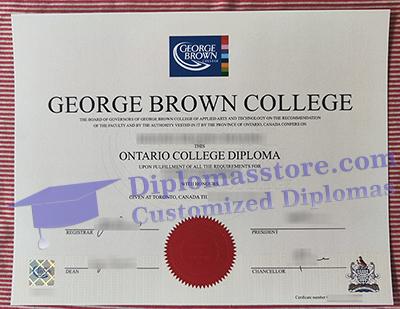 GEORGE
BROWN
COLLEGE
GEORGE BROWN COLLEGE
THE BOARD OF GOVERNORS OF GEORGE BROWN COLLEGE OF APPLIED ARTS AND TECHNOLOGY ON THE RECOMMENDATION
OF THE FACULTY AND BY THE AUTHORITY VESTED IN IT BY THE PROVINCE OF ONTARIO, CANADA CONFERS ON
THIS
ONTARIO COLLEGE DIPLOMA
UPON FULFILLMENT OF ALL THE REQUIREMENTS FOR
Diplomasstore.com
WITH HONOURS
GIVEN AT TORONTO, CANADA
Customized Diplomas
REGISTRAR
PRESIDENT
DEAN
CHANCELLOR
Certificate number: